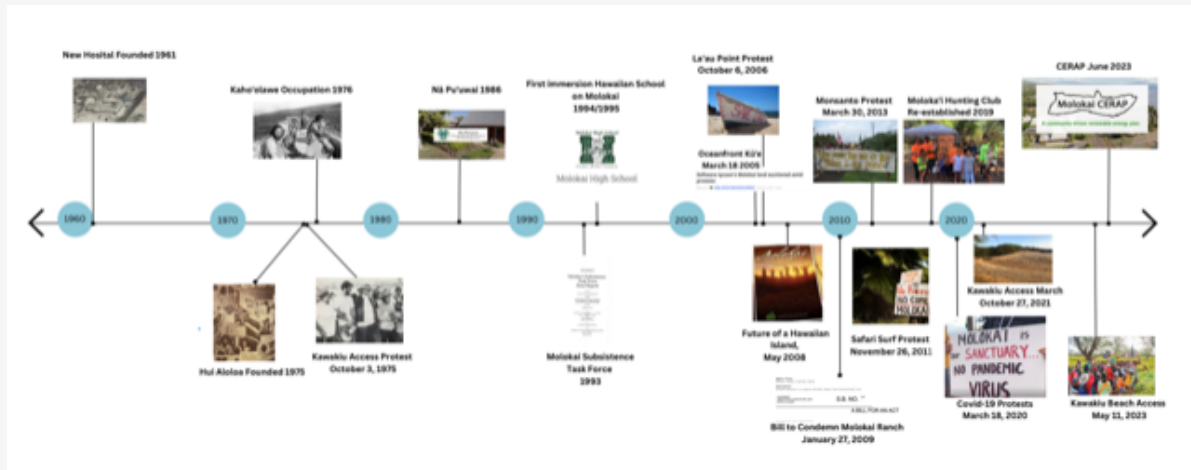 New Hosital Founded 1961
Kaho'olawe Occupation 1976
Nā Pu'uwai 1986
First Immersion Hawaiian School
on Molokai
1994/1995
Molokai High School
La'au Point Protest
October 6, 2006
Oceanfront Kū'e
March 18 2005
Monsanto Protest
March 30, 2013
Moloka'i Hunting Club
Re-established 2019
CERAP June 2023
Molokai CERAP
1960
1970
1980
1990
2000
2010
2020
Hui Aloloa Founded 1975
Kawakiu Access Protest
October 3, 1975
Molokai Subsistence
Task Force
1993
Future of a Hawaiian
Island,
May 2008
S.B. NO.
A BILL FOR AN ACT
Bill to Condemn Molokai Ranch
January 27, 2009
NO
MOLOKAI
Safari Surf Protest
November 26, 2011
MOLOKAI IS
SANCTUARY...
NO PANDEMIC
VIRUS
Covid-19 Protests
March 18, 2020
Kawakiu Access March
October 27, 2021
Kawakiu Beach Access
May 11, 2023